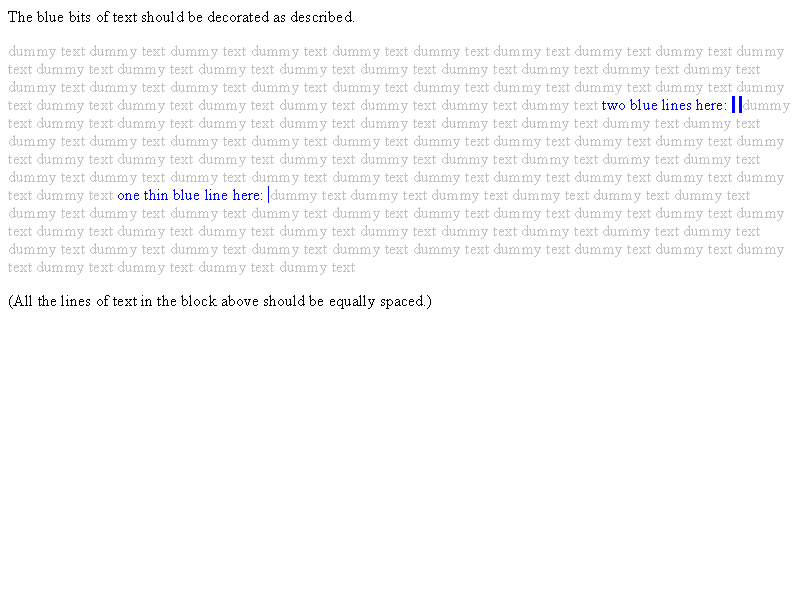 The blue bits of text should be decorated as described.
dummy text dummy text dummy text dummy text dummy text dummy text dummy text dummy text dummy text dummy
text dummy text dummy text dummy text dummy text dummy text dummy text dummy text dummy text dummy text
dummy text dummy text dummy text dummy text dummy text dummy text dummy text dummy text dummy text dummy
text dummy text dummy text dummy text dummy text dummy text dummy text dummy text two blue lines here: dummy
text dummy text dummy text dummy text dummy text dummy text dummy text dummy text dummy text dummy text
dummy text dummy text dummy text dummy text dummy text dummy text dummy text dummy text dummy text dummy
text dummy text dummy text dummy text dummy text dummy text dummy text dummy text dummy text dummy text
dummy text dummy text dummy text dummy text dummy text dummy text dummy text dummy text dummy text dummy
text dummy text one thin blue line here: dummy text dummy text dummy text dummy text dummy text dummy text
dummy text dummy text dummy text dummy text dummy text dummy text dummy text dummy text dummy text dummy
text dummy text dummy text dummy text dummy text dummy text dummy text dummy text dummy text dummy text
dummy text dummy text dummy text dummy text dummy text dummy text dummy text dummy text dummy text dummy
text dummy text dummy text dummy text dummy text
(All the lines of text in the block above should be equally spaced.)